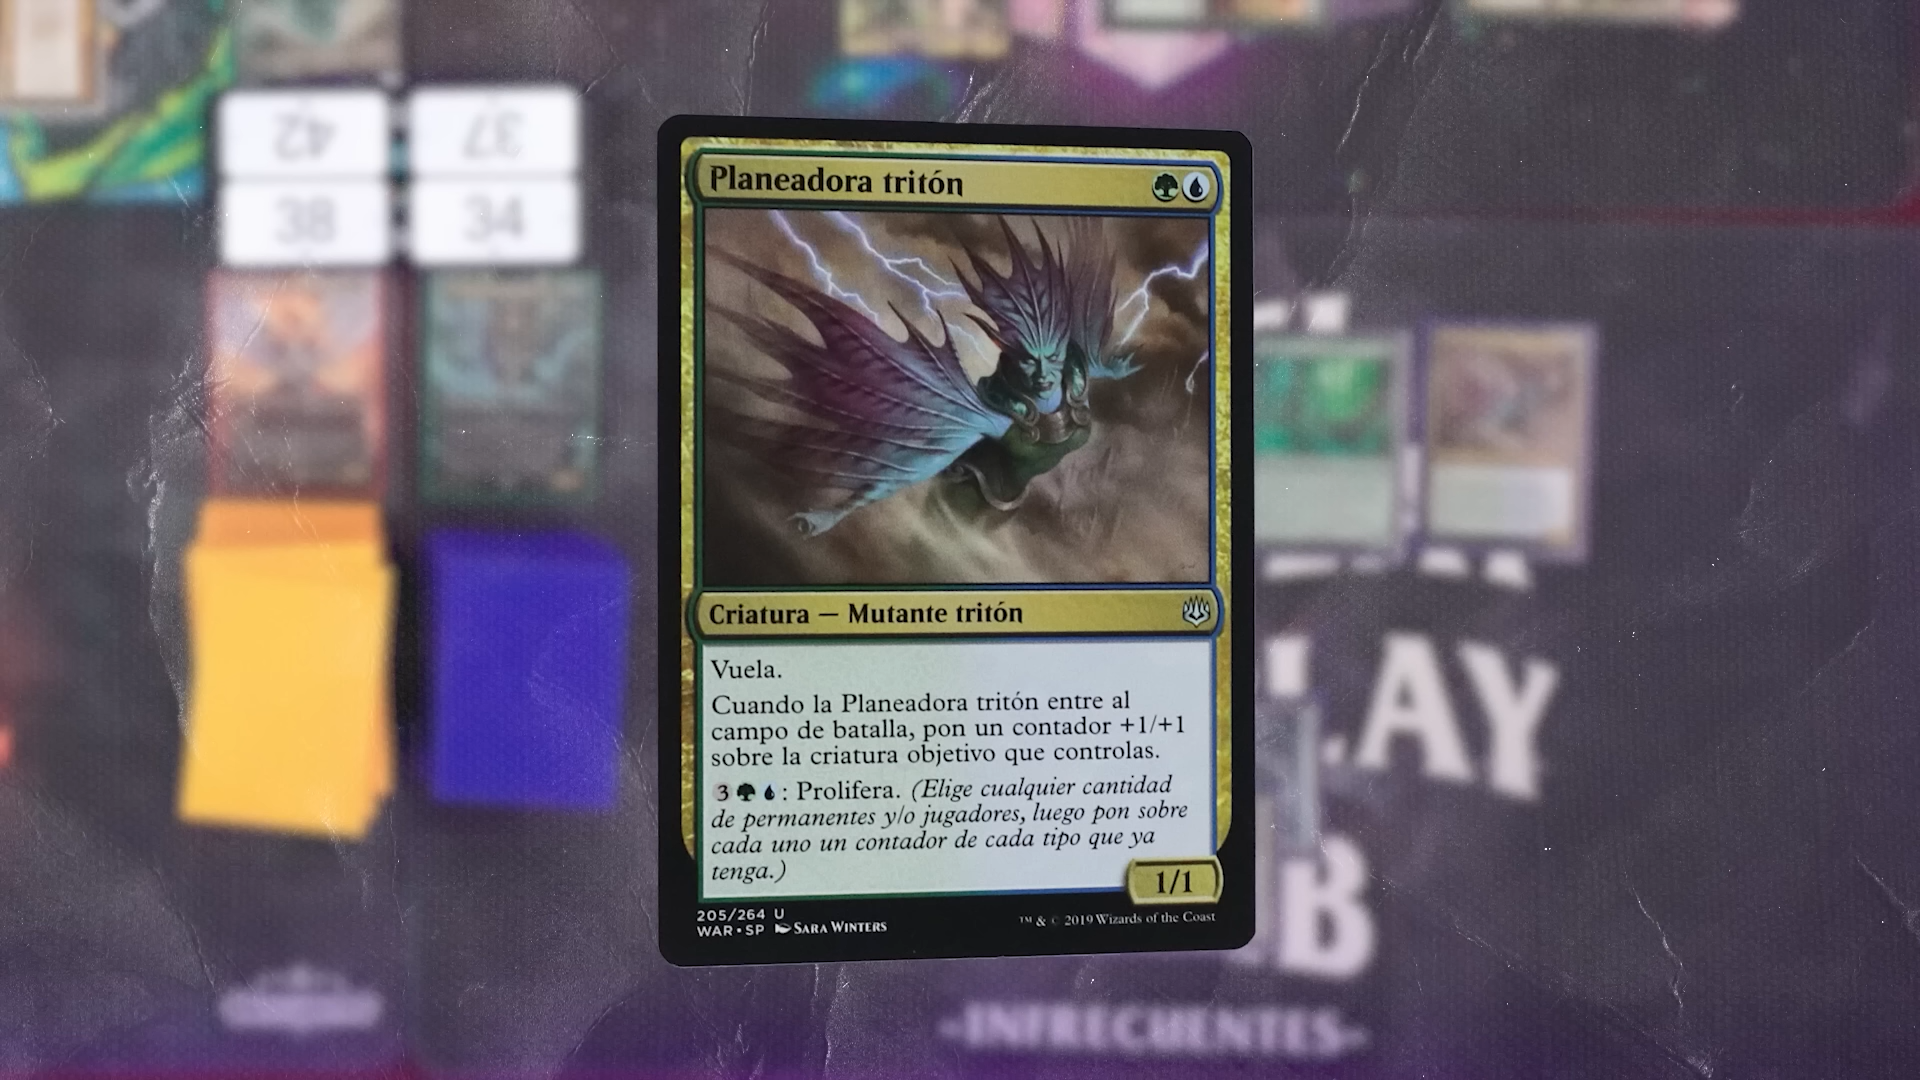 42
37
38
34
Planeadora tritón
Criatura — Mutante tritón
Vuela.
Cuando la Planeadora tritón entre al
campo de batalla, pon un contador +1/+1
sobre la criatura objetivo que controlas.
3 : Prolifera. (Elige cualquier cantidad
de permanentes y/o jugadores, luego pon sobre
cada uno un contador de cada tipo que ya
tenga.)
1/1
205/264 U
WAR • SP SARA WINTERS
™ & © 2019 Wizards of the Coast
LAY
B
-INFRECUENTES-